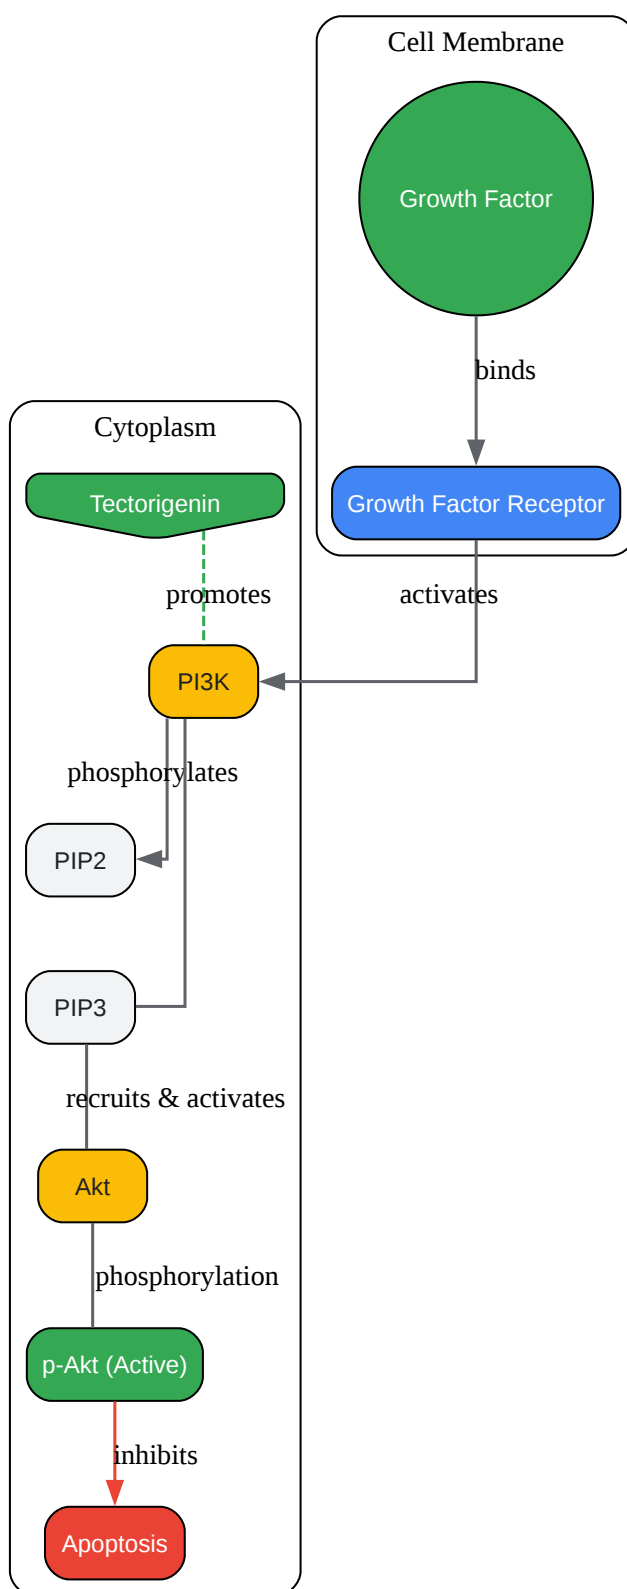 Cell Membrane
Growth Factor
binds
Cytoplasm
Tectorigenin
Growth Factor Receptor
promotes
activates
PI3K
phosphorylates
PIP2
PIP3
recruits & activates
Akt
phosphorylation
p-Akt (Active)
inhibits
Apoptosis